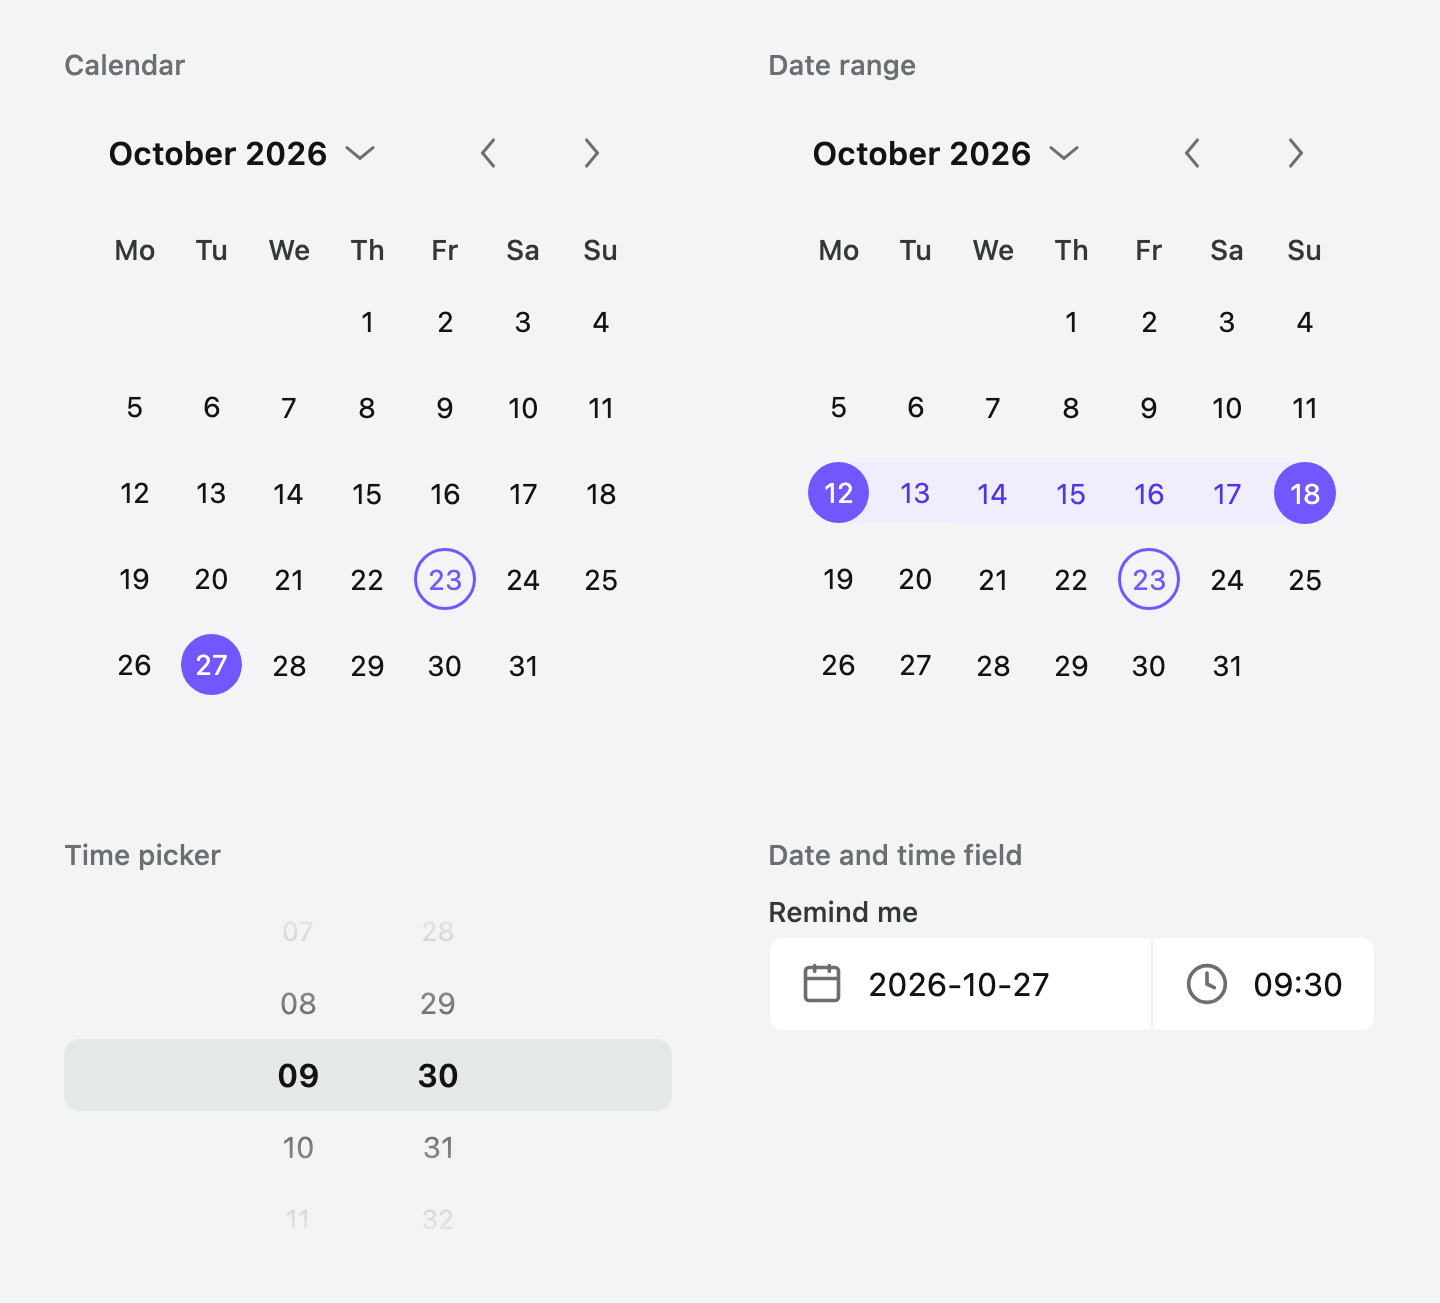 Calendar
October 2026
Mo Tu We Th Fr Sa Su
1 2 3 4
5 6 7 8 9 10 11
12 13 14 15 16 17 18
19 20 21 22 23 24 25
26 27 28 29 30 31
Date range
October 2026
Mo Tu We Th Fr Sa Su
1 2 3 4
5 6 7 8 9 10 11
12 13 14 15 16 17 18
19 20 21 22 23 24 25
26 27 28 29 30 31
Time picker
07 28
08 29
09 30
10 31
11 32
Date and time field
Remind me
2026-10-27 09:30